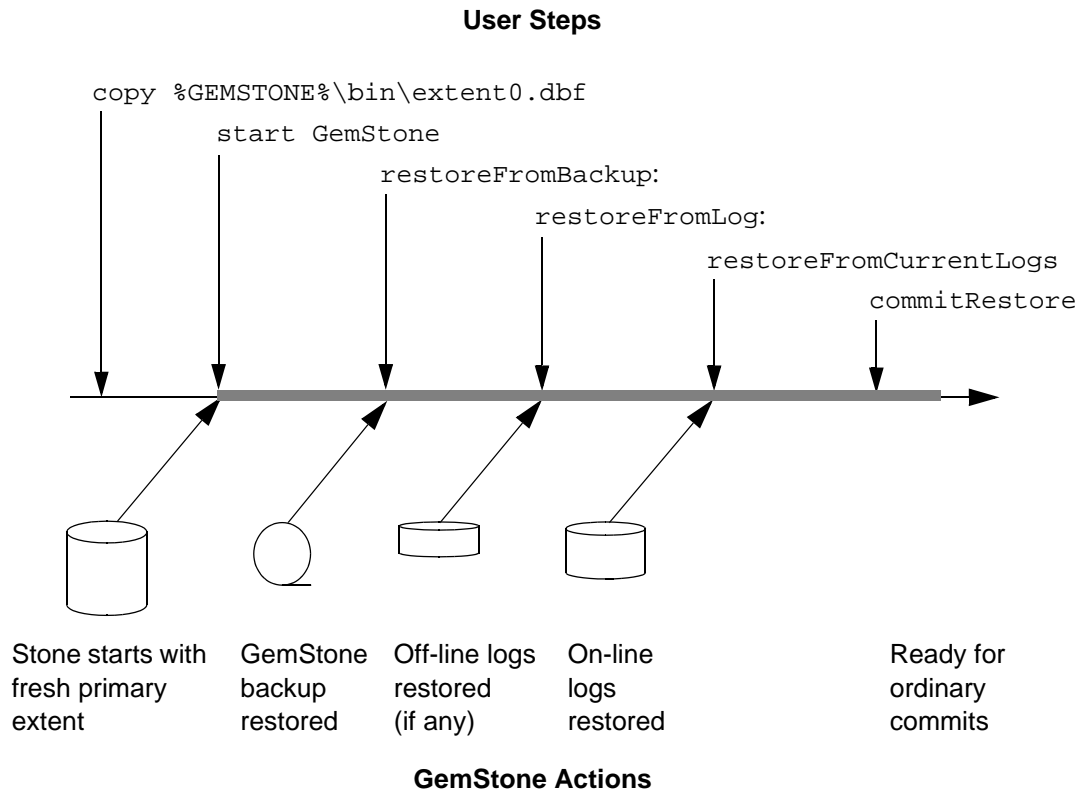 User Steps
copy %GEMSTONE%\bin\extent0.dbf
start GemStone
restoreFromBackup:
restoreFromLog:
restoreFromCurrentLogs
commitRestore
Stone starts with
fresh primary
extent
GemStone
backup
restored
Off-line logs
restored
(if any)
On-line
logs
restored
Ready for
ordinary
commits
GemStone Actions